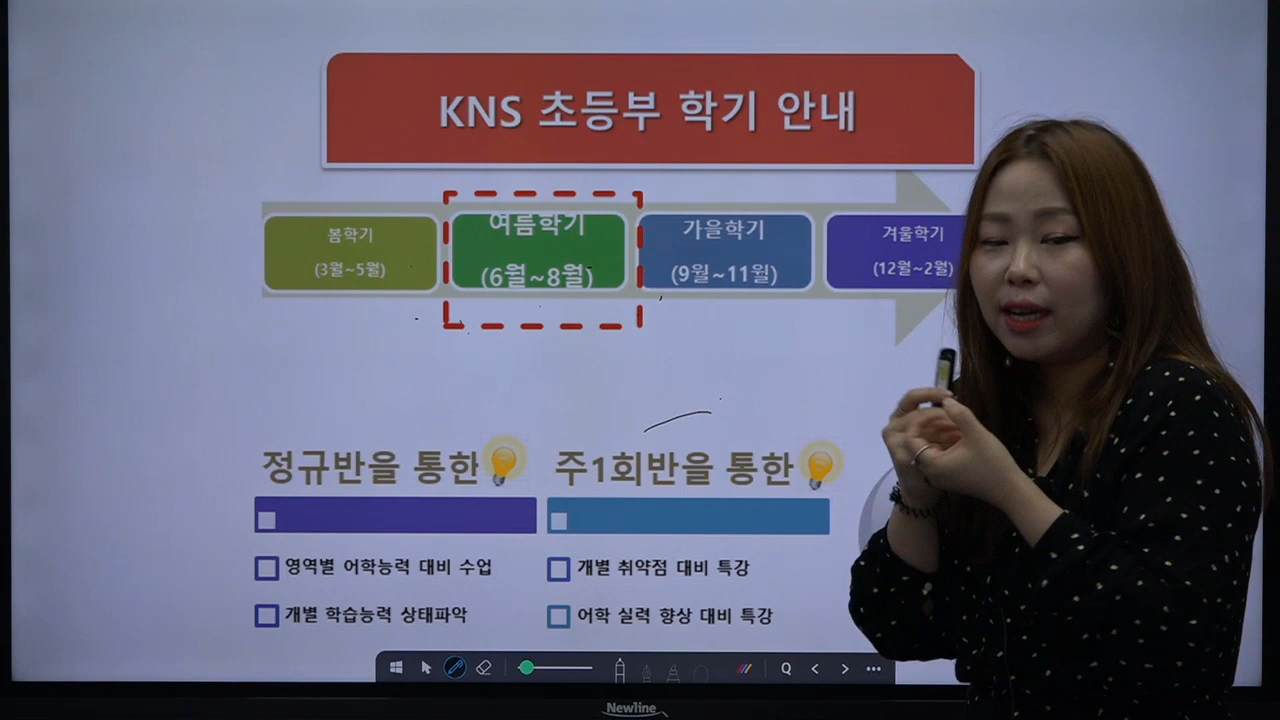 KNS 초등부 학기 안내
봄학기
(3월~5월)
여름학기
(6월~8월)
가을학기
(9월~11월)
겨울학기
(12월~2월)
정규반을 통한
주1회반을 통한
영역별 어학능력 대비 수업
개별 취약점 대비 특강
개별 학습능력 상태파악
어학 실력 향상 대비 특강
Newline